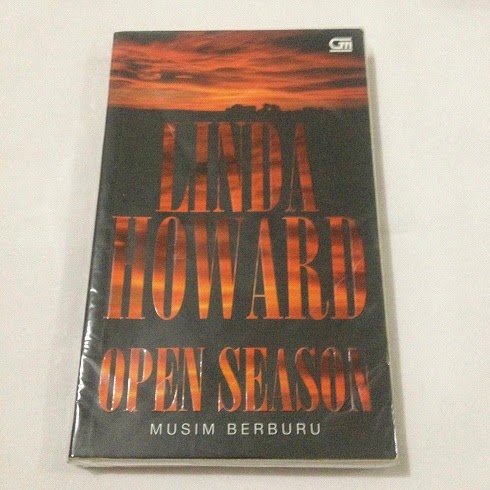 LINDA
HOWARD
OPEN SEASON
MUSIM BERBURU